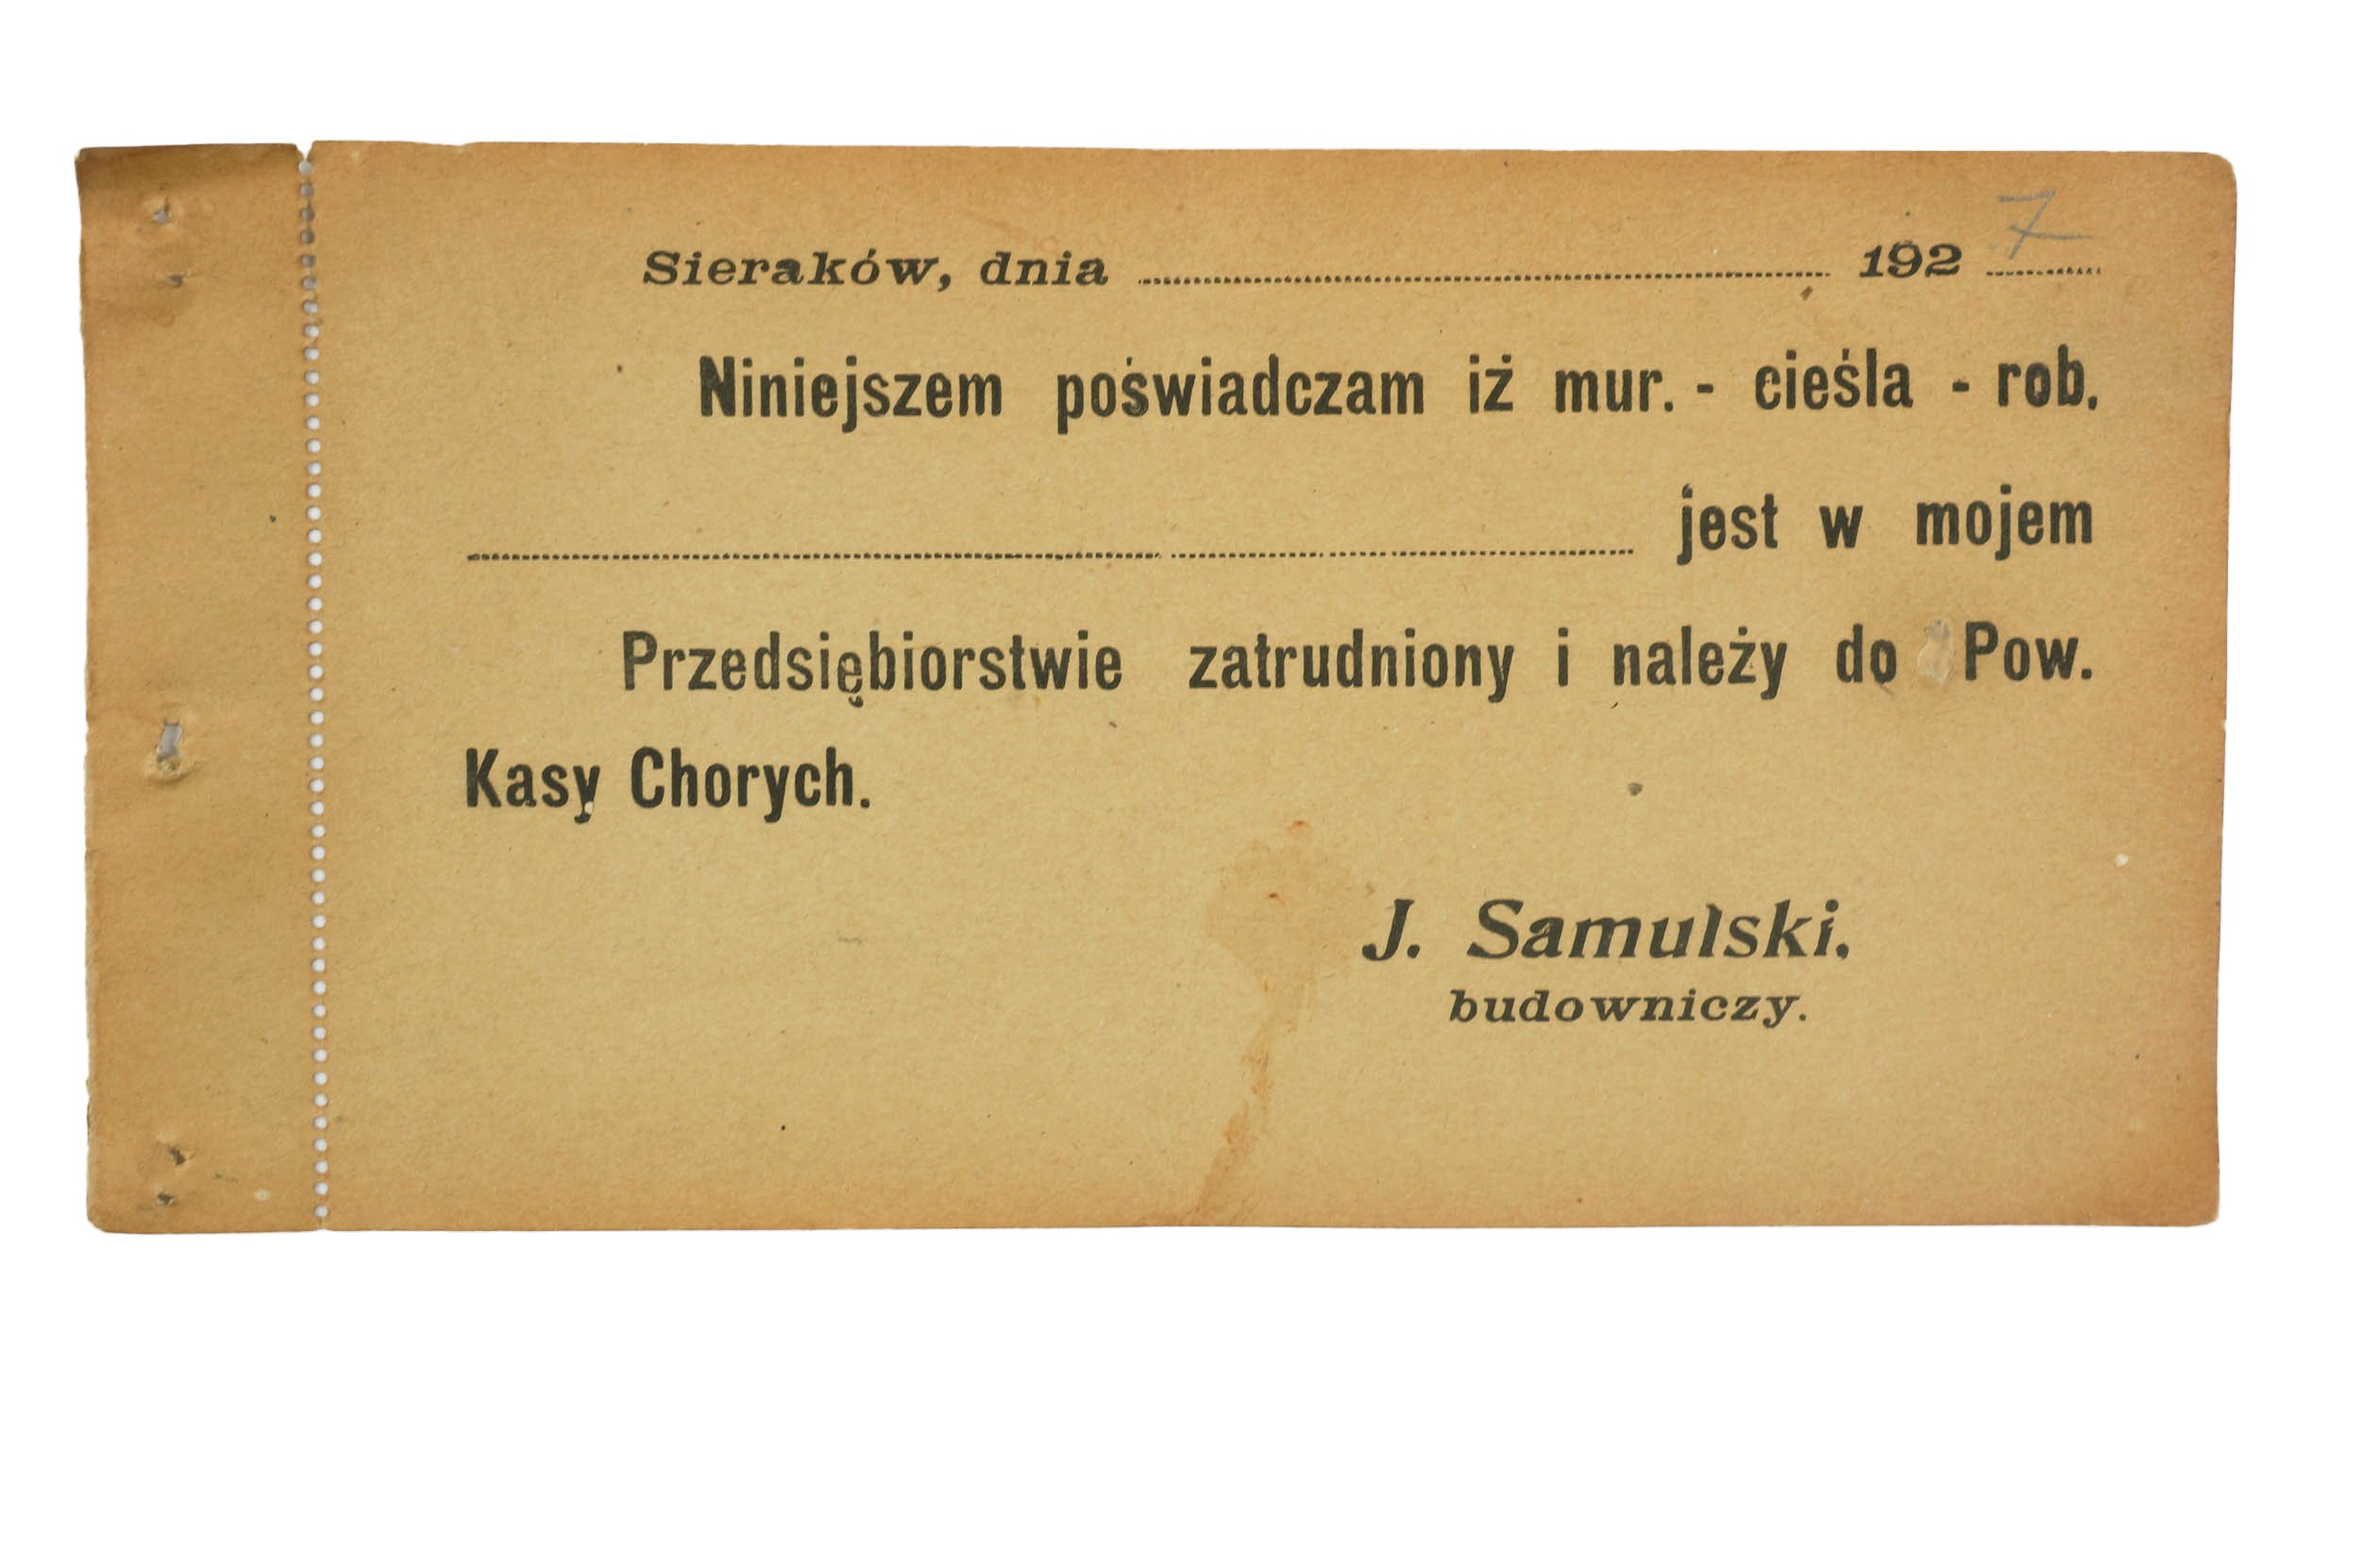 Sieraków, dnia ........................ 192 7
Niniejszem poświadczam iż mur. - cieśla - rob.
........................ jest w mojem
Przedsiębiorstwie zatrudniony i należy do Pow.
Kasy Chorych.
J. Samulski.
budowniczy.